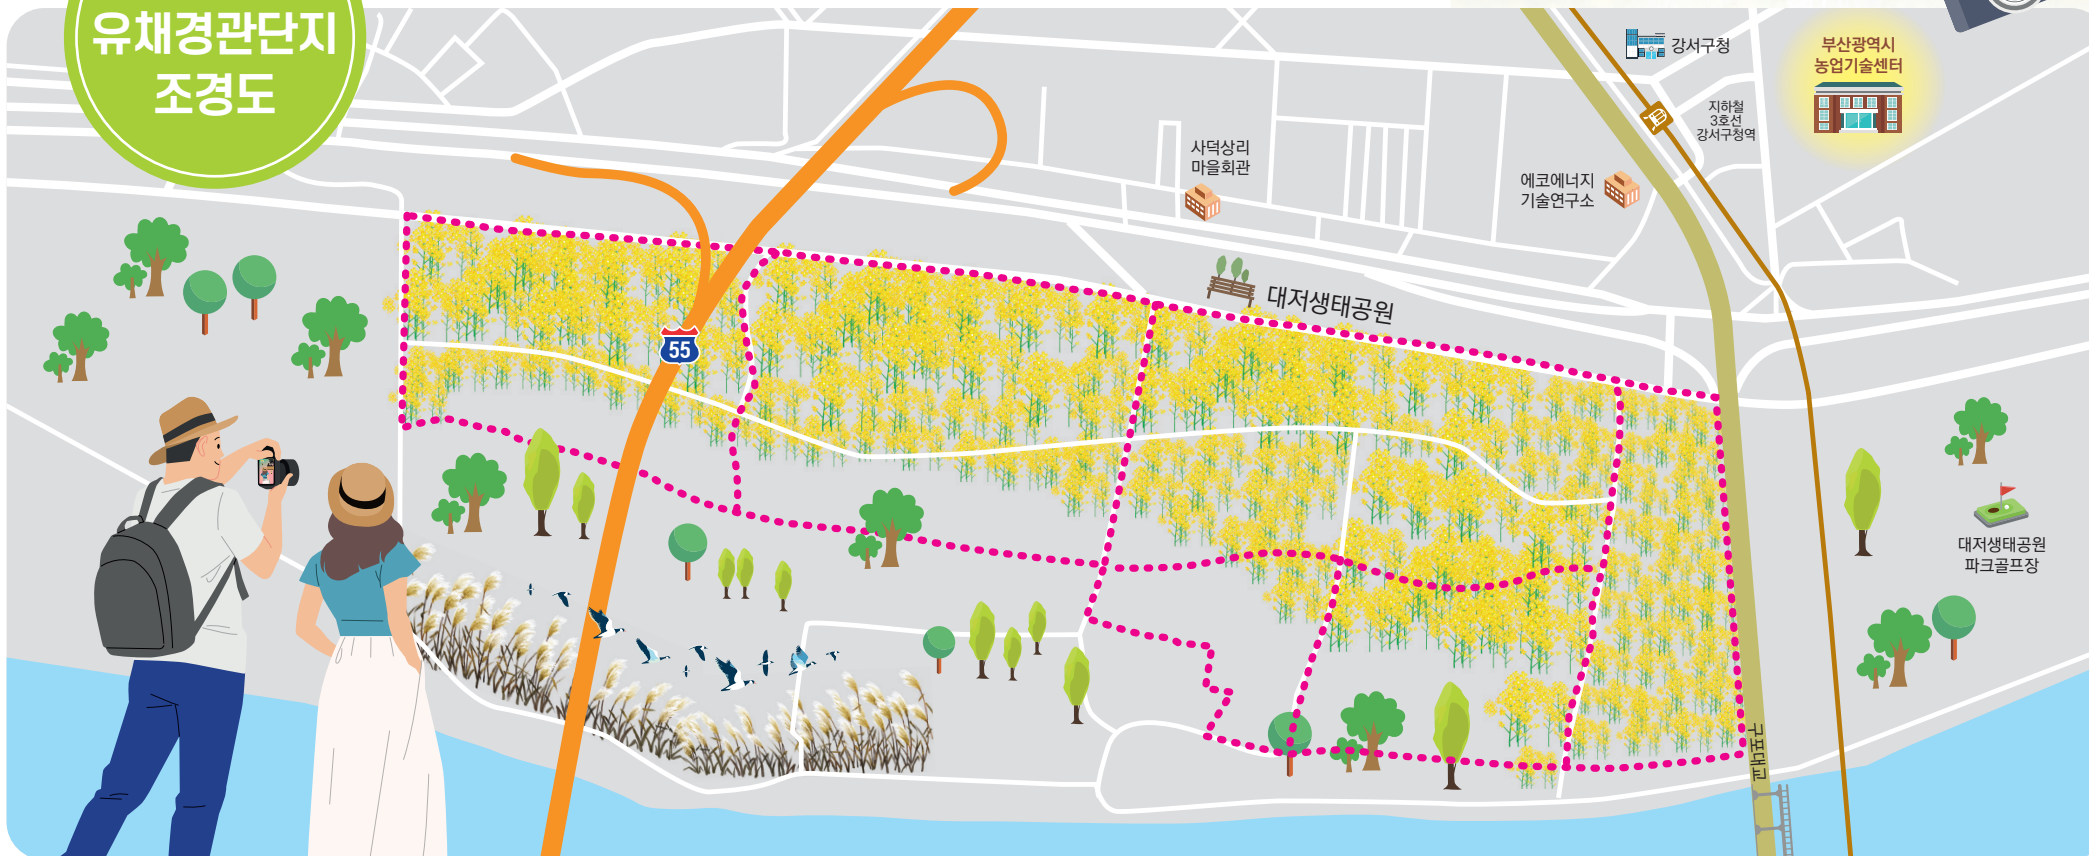 유채경관단지
조경도
강서구청
부산광역시
농업기술센터
지하철
3호선
강서구청역
사덕상리
마을회관
에코에너지
기술연구소
대저생태공원
55
대저생태공원
파크골프장
구포대교